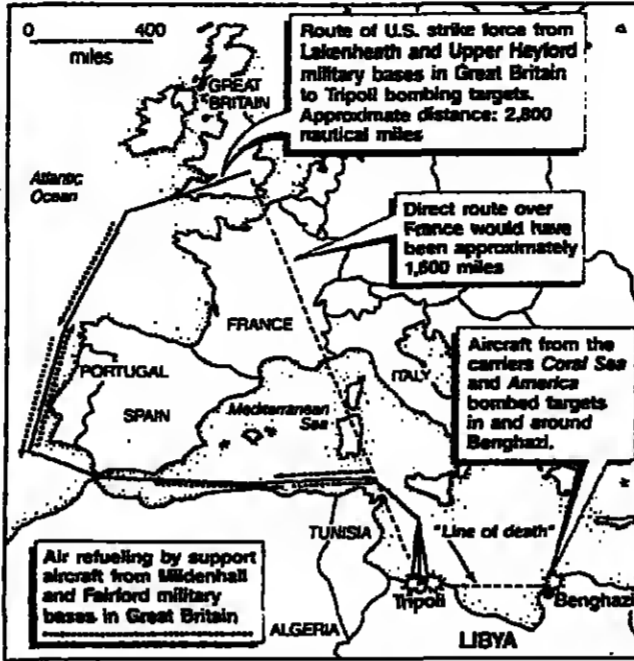 0 400
miles
Route of U.S. strike force from
Lakenheath and Upper Heyford
military bases in Great Britain
to Tripoli bombing targets.
Approximate distance: 2,800
nautical miles
GREAT
BRITAIN
Atlantic
Ocean
Direct route over
France would have
been approximately
1,600 miles
FRANCE
Aircraft from the
carriers Coral Sea
and America
bombed targets
in and around
Benghazi.
ITALY
PORTUGAL
SPAIN
Mediterranean
Sea
TUNISIA
"Line of death"
Air refueling by support
aircraft from Mildenhall
and Fairford military
bases in Great Britain
Tripoli
Benghazi
ALGERIA
LIBYA